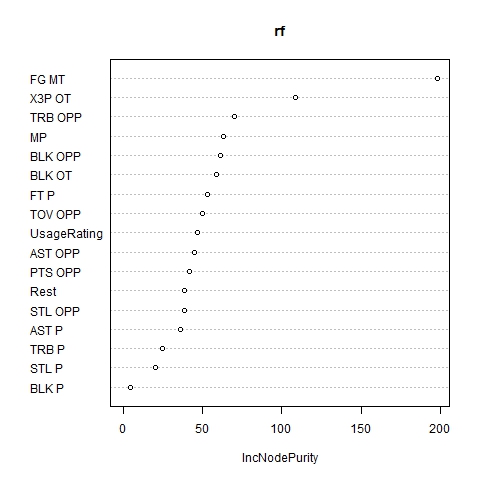 rf
FG MT
X3P OT
TRB OPP
MP
BLK OPP
BLK OT
FT P
TOV OPP
UsageRating
AST OPP
PTS OPP
Rest
STL OPP
AST P
TRB P
STL P
BLK P
0 50 100 150 200
IncNodePurity